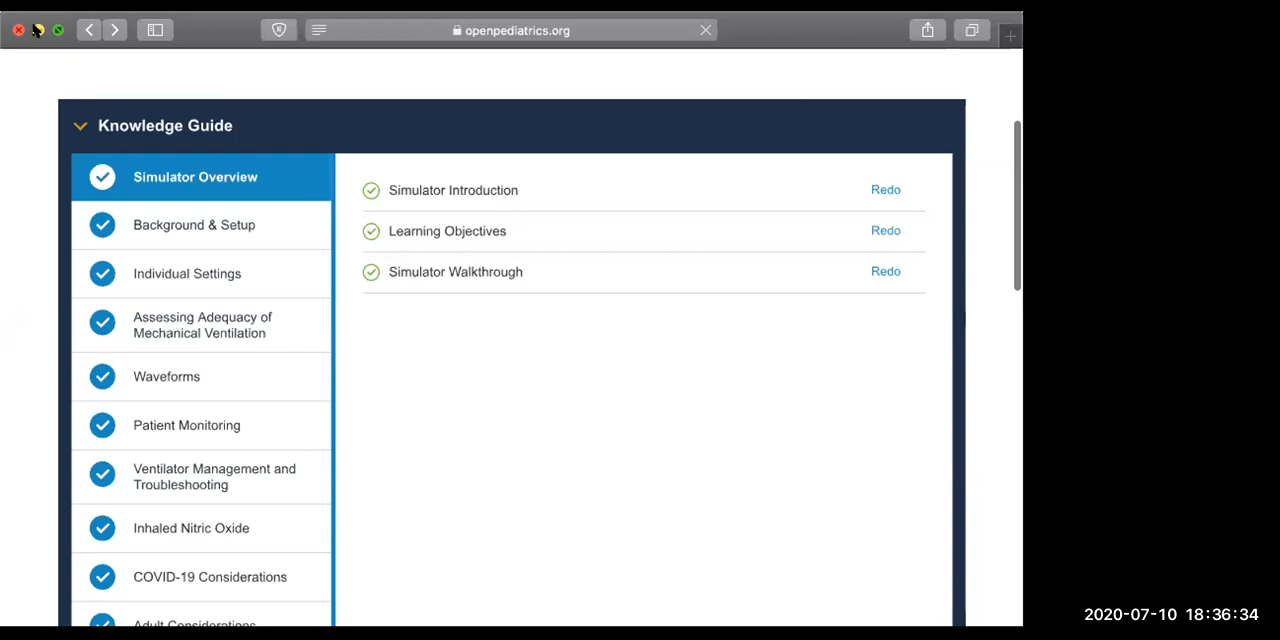 openpediatrics.org
Knowledge Guide
Simulator Overview
Background & Setup
Individual Settings
Assessing Adequacy of
Mechanical Ventilation
Waveforms
Patient Monitoring
Ventilator Management and
Troubleshooting
Inhaled Nitric Oxide
COVID-19 Considerations
Adult Considerations
Simulator Introduction Redo
Learning Objectives Redo
Simulator Walkthrough Redo
2020-07-10 18:36:34